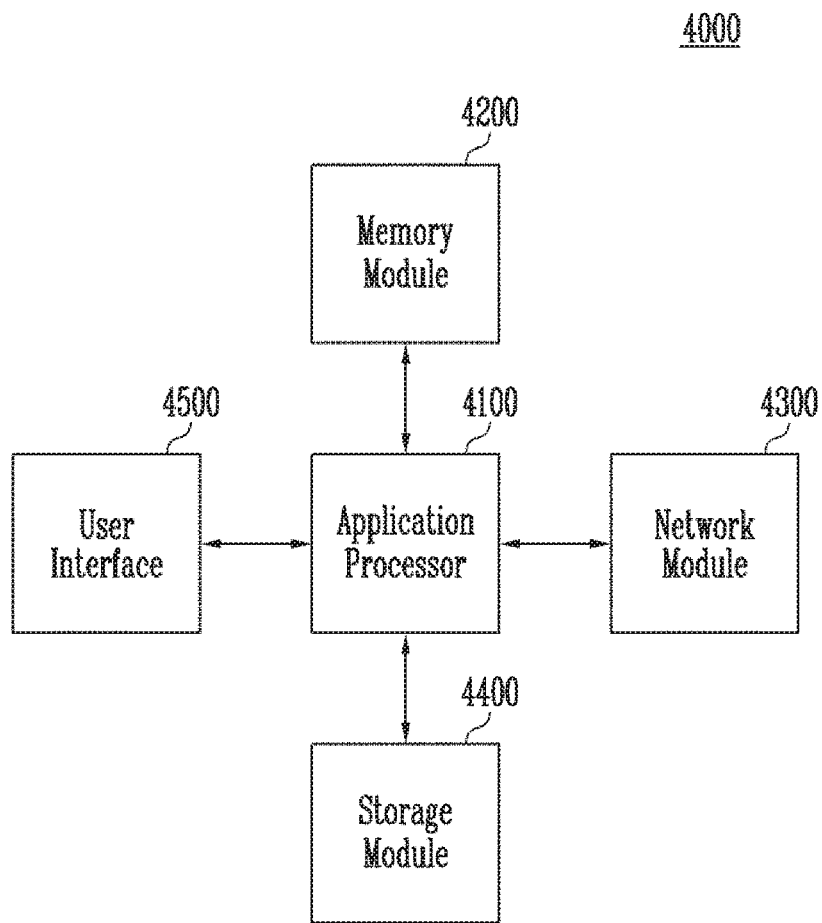 4000
4200
Memory
Module
4500
4100
4300
User
Interface
Application
Processor
Network
Module
4400
Storage
Module